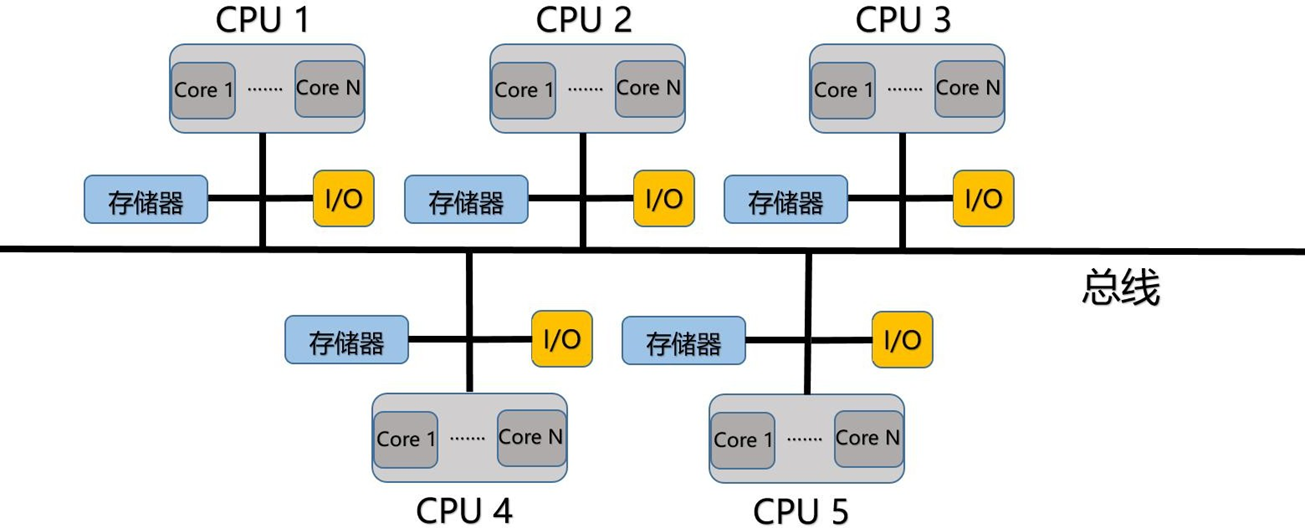 CPU 1
CPU 2
CPU 3
Core 1 ....... Core N
Core 1 ....... Core N
Core 1 ....... Core N
存储器
I/O
存储器
I/O
存储器
I/O
总线
存储器
I/O
存储器
I/O
Core 1 ....... Core N
Core 1 ....... Core N
CPU 4
CPU 5